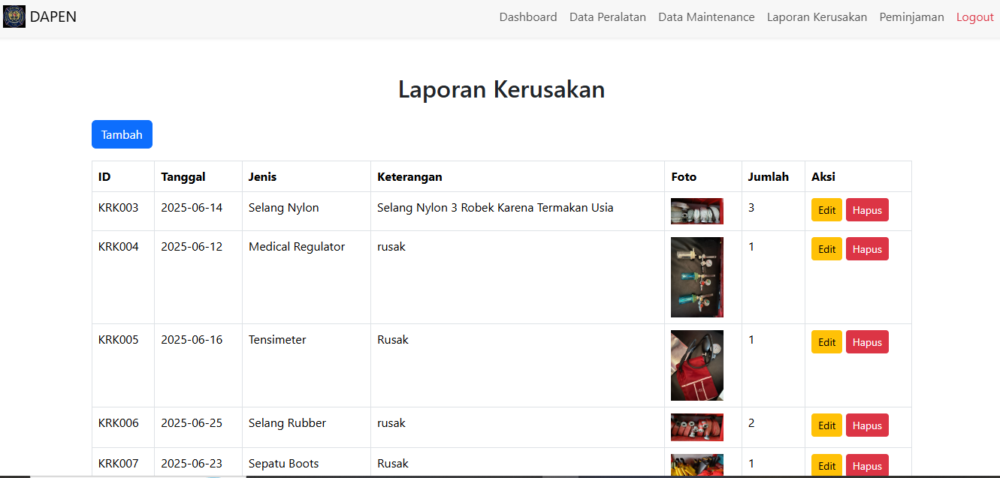 DAPEN Dashboard Data Peralatan Data Maintenance Laporan Kerusakan Peminjaman Logout
Laporan Kerusakan
Tambah
ID Tanggal Jenis Keterangan Foto Jumlah Aksi
KRK003 2025-06-14 Selang Nylon Selang Nylon 3 Robek Karena Termakan Usia 3 Edit Hapus
KRK004 2025-06-12 Medical Regulator rusak 1 Edit Hapus
KRK005 2025-06-16 Tensimeter Rusak 1 Edit Hapus
KRK006 2025-06-25 Selang Rubber rusak 2 Edit Hapus
KRK007 2025-06-23 Sepatu Boots Rusak 1 Edit Hapus